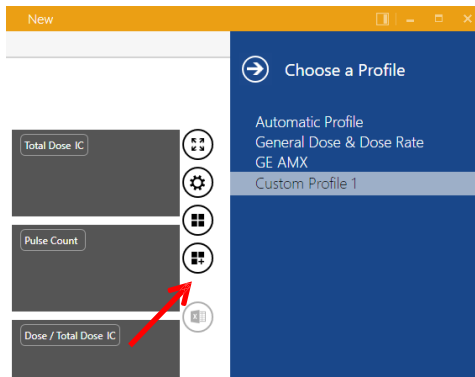 New
Choose a Profile
Automatic Profile
General Dose & Dose Rate
GE AMX
Custom Profile 1
Total Dose IC
Pulse Count
Dose / Total Dose IC